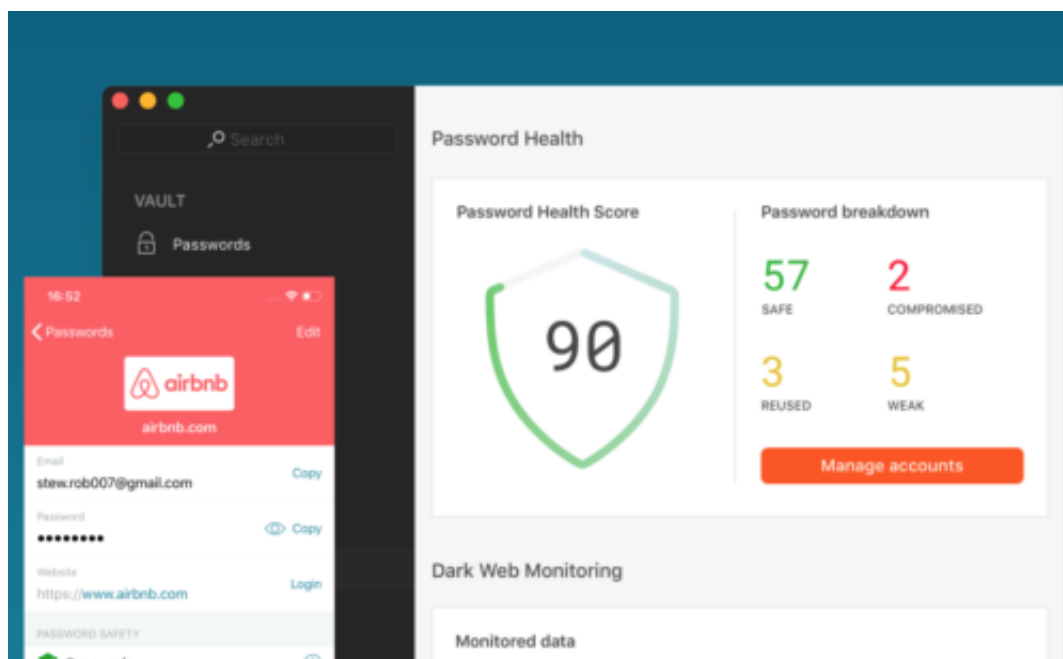 Search
VAULT
Passwords
16:52
Passwords
Edit
airbnb
airbnb.com
Email
stew.rob007@gmail.com
Copy
Password
••••••••
Copy
Website
https://www.airbnb.com
Login
PASSWORD SAFETY
Password Health
Password Health Score
90
Password breakdown
57
SAFE
2
COMPROMISED
3
REUSED
5
WEAK
Manage accounts
Dark Web Monitoring
Monitored data